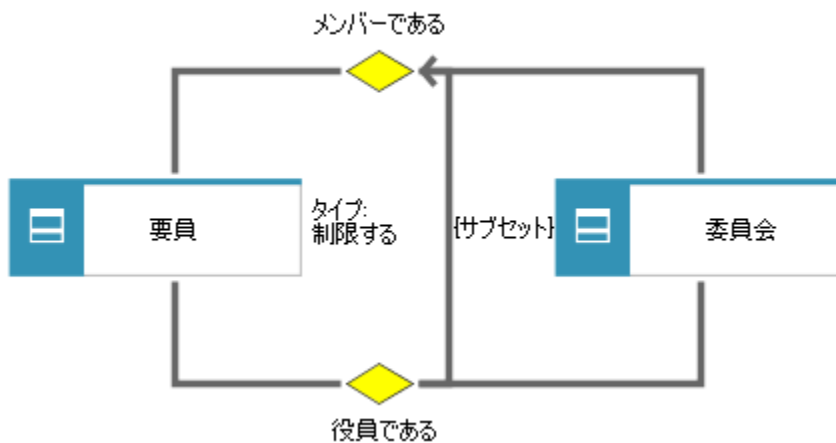 メンバーである
要員
タイプ:
制限する
{サブセット}
委員会
役員である